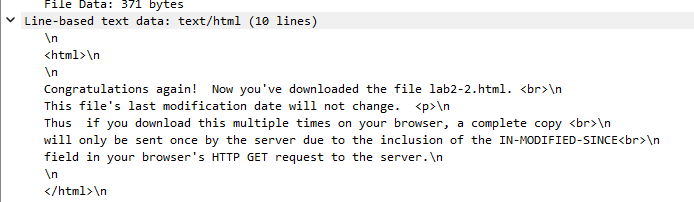 File Data: 371 bytes
Line-based text data: text/html (10 lines)
\n
<html>\n
\n
Congratulations again!  Now you've downloaded the file lab2-2.html. <br>\n
This file's last modification date will not change.  <p>\n
Thus  if you download this multiple times on your browser, a complete copy <br>\n
will only be sent once by the server due to the inclusion of the IN-MODIFIED-SINCE<br>\n
field in your browser's HTTP GET request to the server.\n
\n
</html>\n